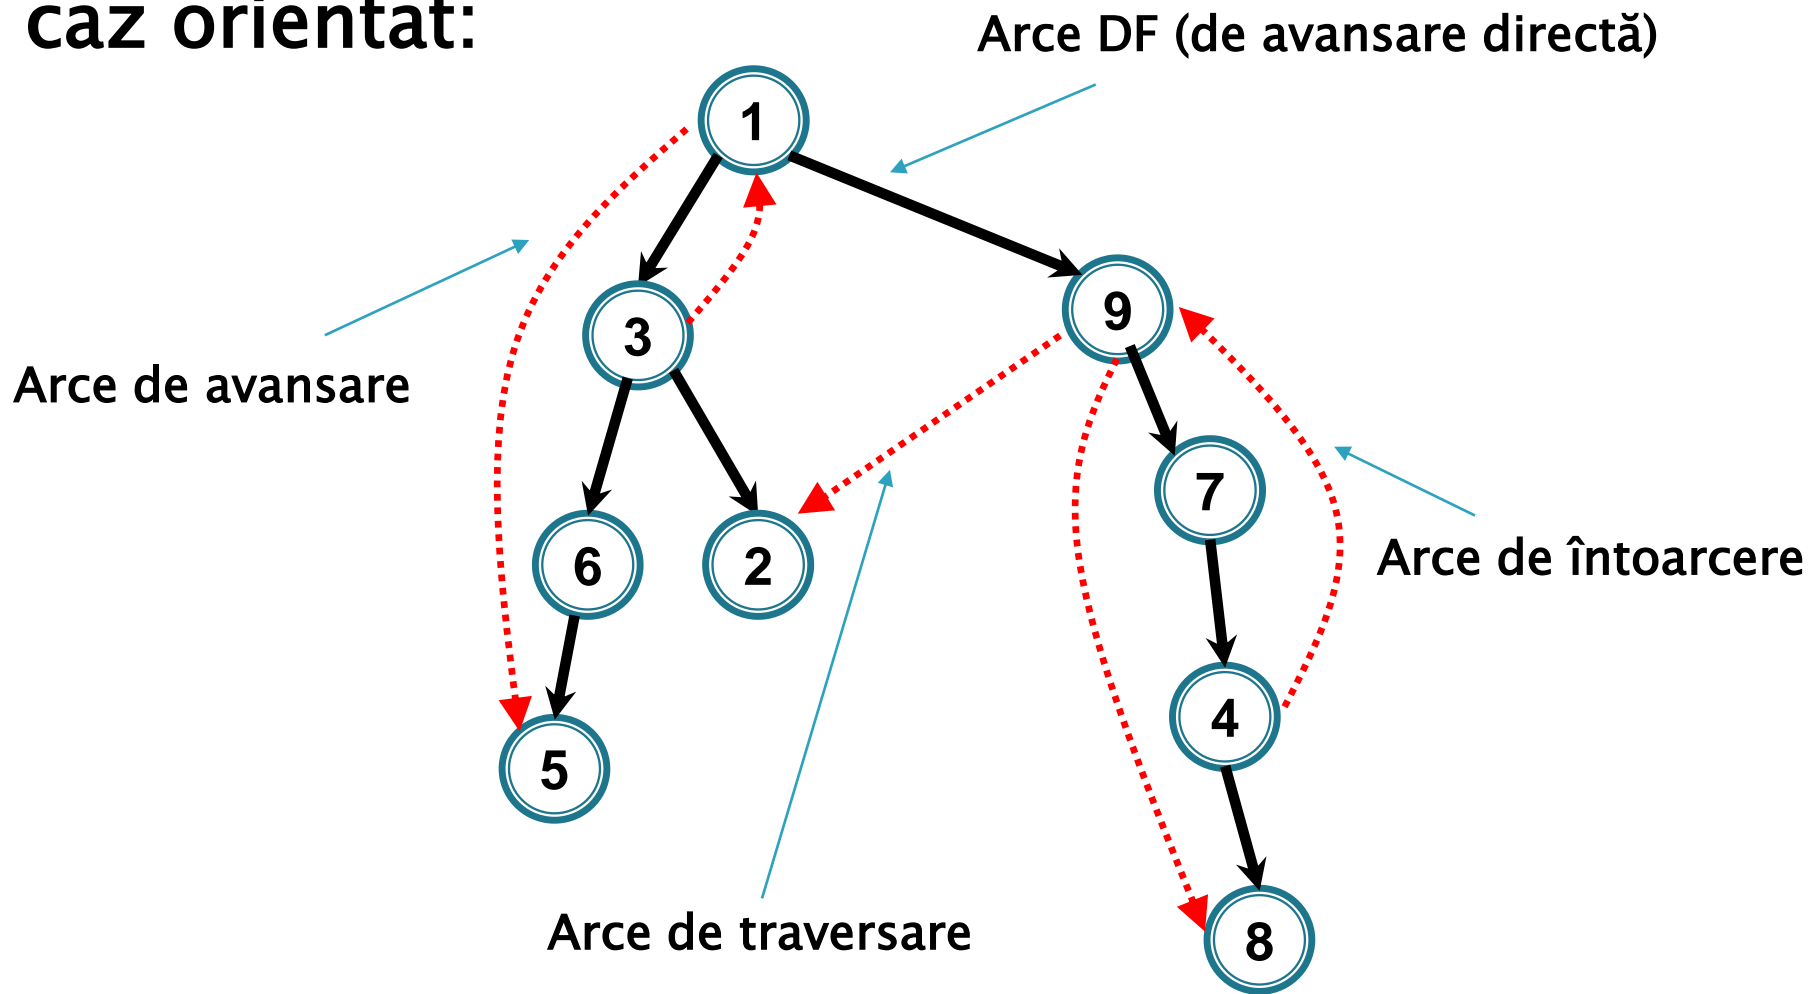 caz orientat:
Arce DF (de avansare directă)
1
9
3
Arce de avansare
7
Arce de întoarcere
6
2
4
5
Arce de traversare
8